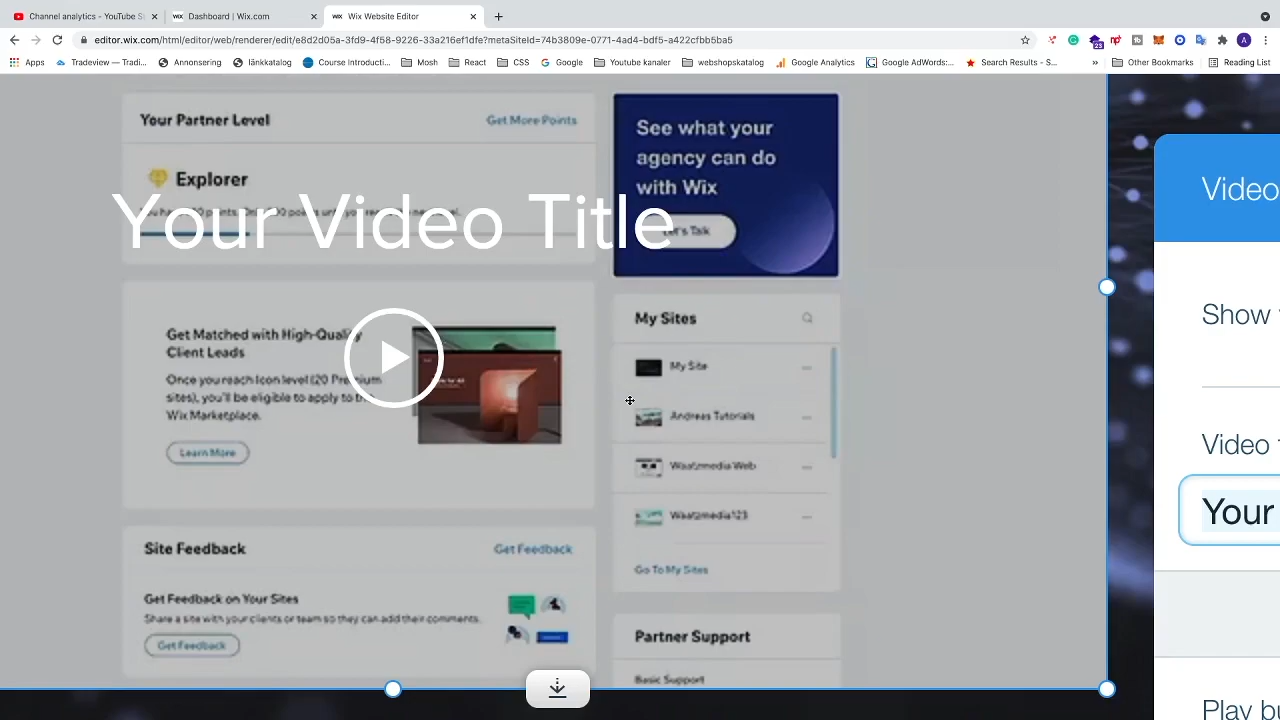 Channel analytics - YouTube S
Dashboard | Wix.com
Wix Website Editor
editor.wix.com/html/editor/web/renderer/edit/e8d2d05a-3fd9-4f58-9226-33a216ef1dfe?metaSiteId=74b3809e-0771-4ad4-bdf5-a422cfbb5ba5
23
A
Apps
Tradeview – Tradi...
Annonsering
länkkatalog
Course Introducti...
Mosh
React
CSS
Google
Youtube kanaler
webshopskatalog
Google Analytics
Google AdWords:...
Search Results - S...
Other Bookmarks
Reading List
Your Partner Level
Get More Points
Explorer
Your Video Title
See what your
agency can do
with Wix
Let's Talk
Get Matched with High-Quality
Client Leads
Once you reach Icon level (20 Premium
sites), you'll be eligible to apply to
Wix Marketplace.
Learn More
My Sites
My Site
Andreas Tutorials
Waatzmedia Web
Waatzmedia123
Go To My Sites
Site Feedback
Get Feedback
Get Feedback on Your Sites
Share a site with your clients or team so they can add their comments.
Get Feedback
Partner Support
Basic Support
Video
Show
Video
Your
Play bu